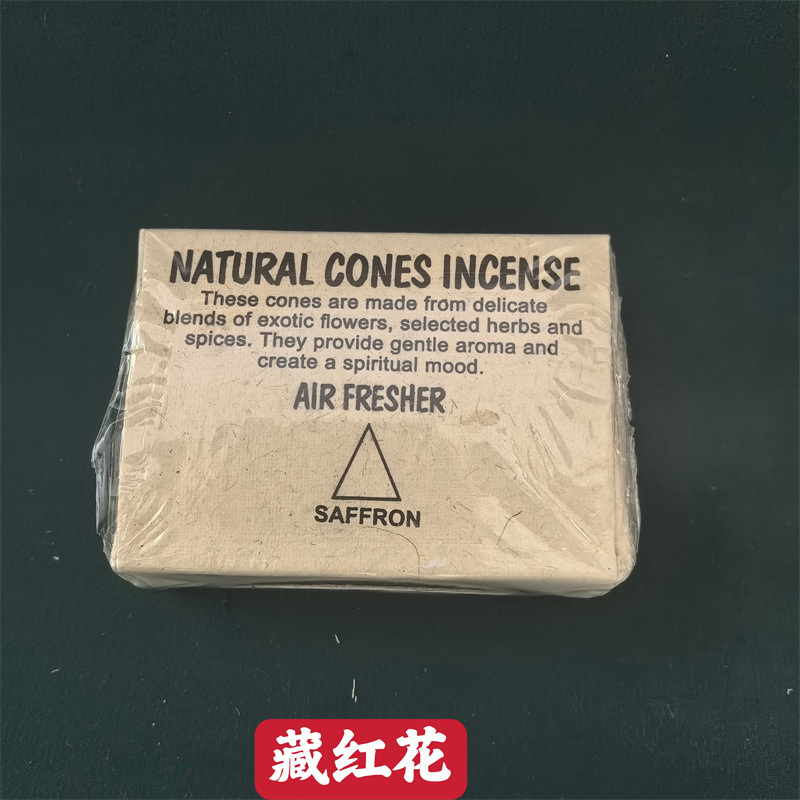 NATURAL CONES INCENSE
These cones are made from delicate
blends of exotic flowers, selected herbs and
spices. They provide gentle aroma and
create a spiritual mood.
AIR FRESHER
SAFFRON
藏红花